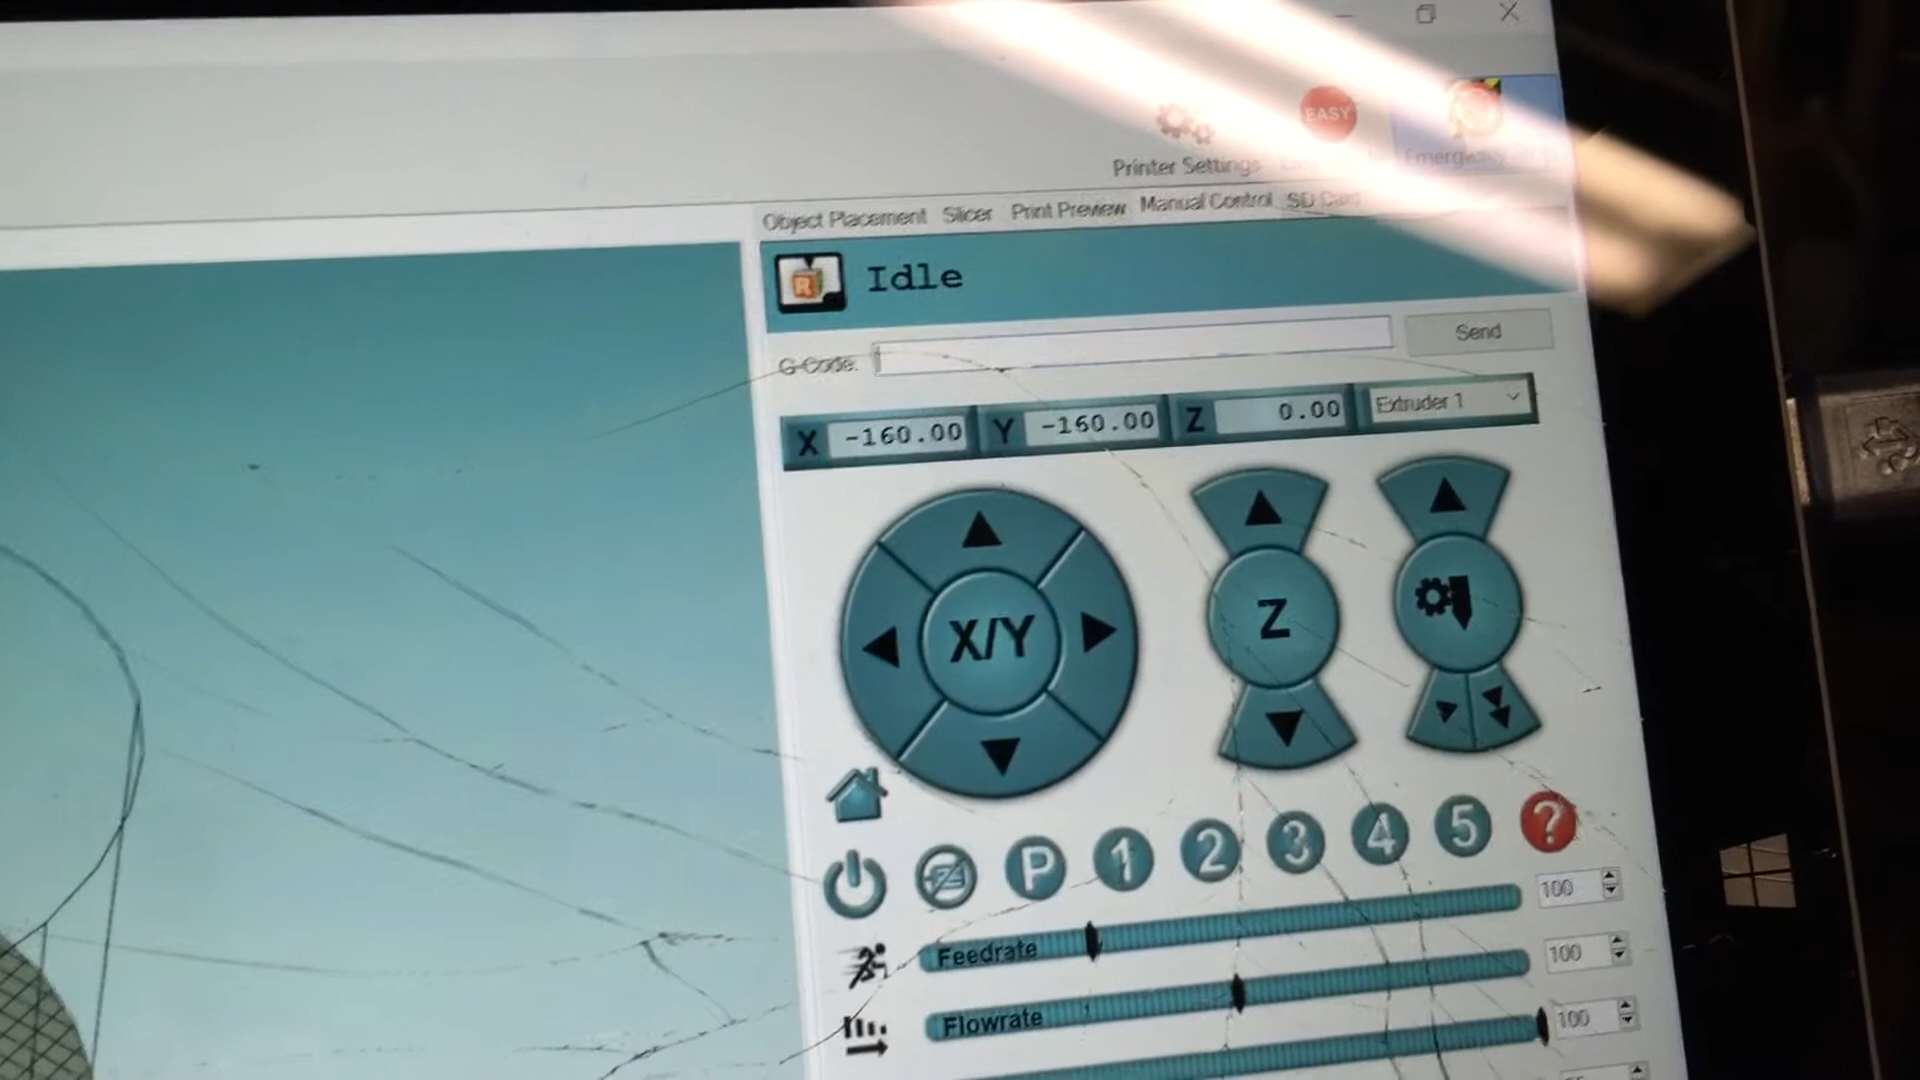 EASY
Printer Settings
Object Placement Slicer Print Preview Manual Control SD Card
R Idle
G-Code: Send
X -160.00 Y -160.00 Z 0.00 Extruder 1
X/Y Z
P 1 2 3 4 5 ?
100
Feedrate 100
Flowrate 100